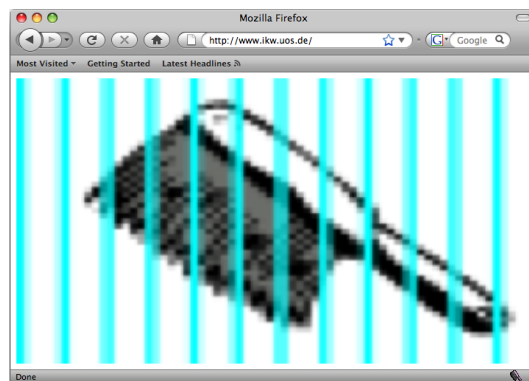 Mozilla Firefox
http://www.ikw.uos.de/
Google
Most Visited Getting Started Latest Headlines
Done